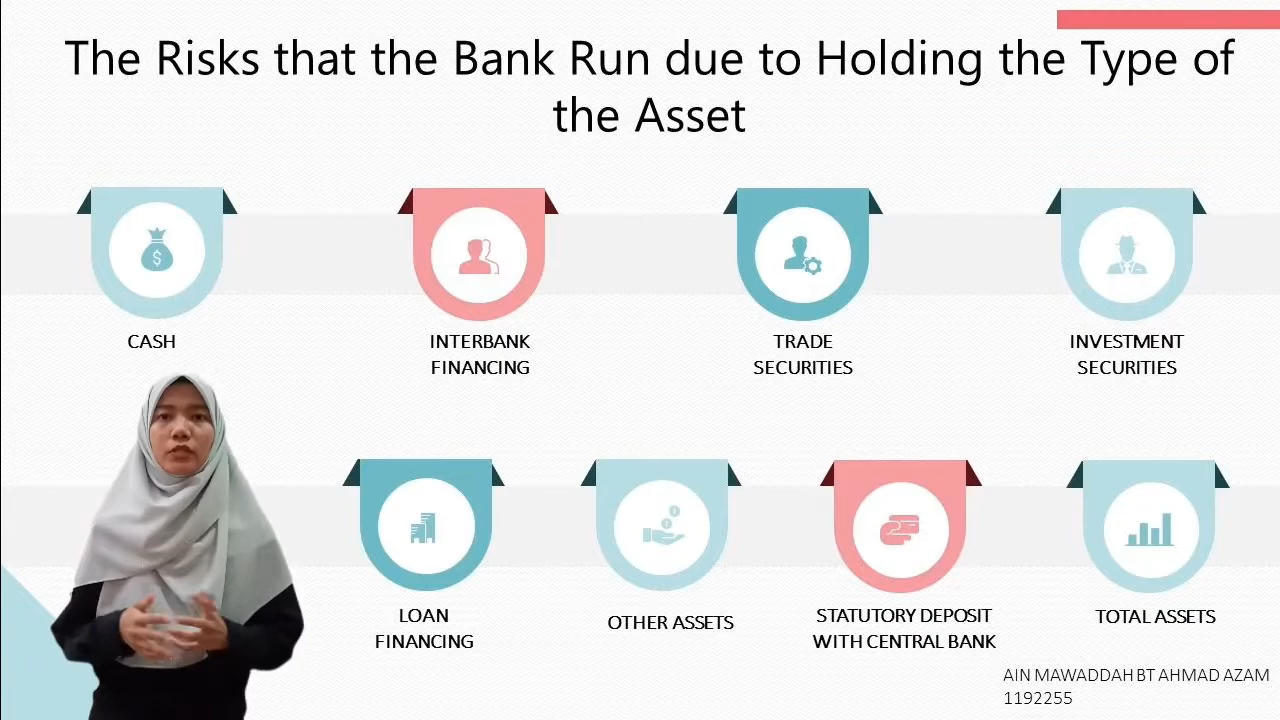 The Risks that the Bank Run due to Holding the Type of
the Asset
CASH
INTERBANK
FINANCING
TRADE
SECURITIES
INVESTMENT
SECURITIES
LOAN
FINANCING
OTHER ASSETS
STATUTORY DEPOSIT
WITH CENTRAL BANK
TOTAL ASSETS
AIN MAWADDAH BT AHMAD AZAM
1192255